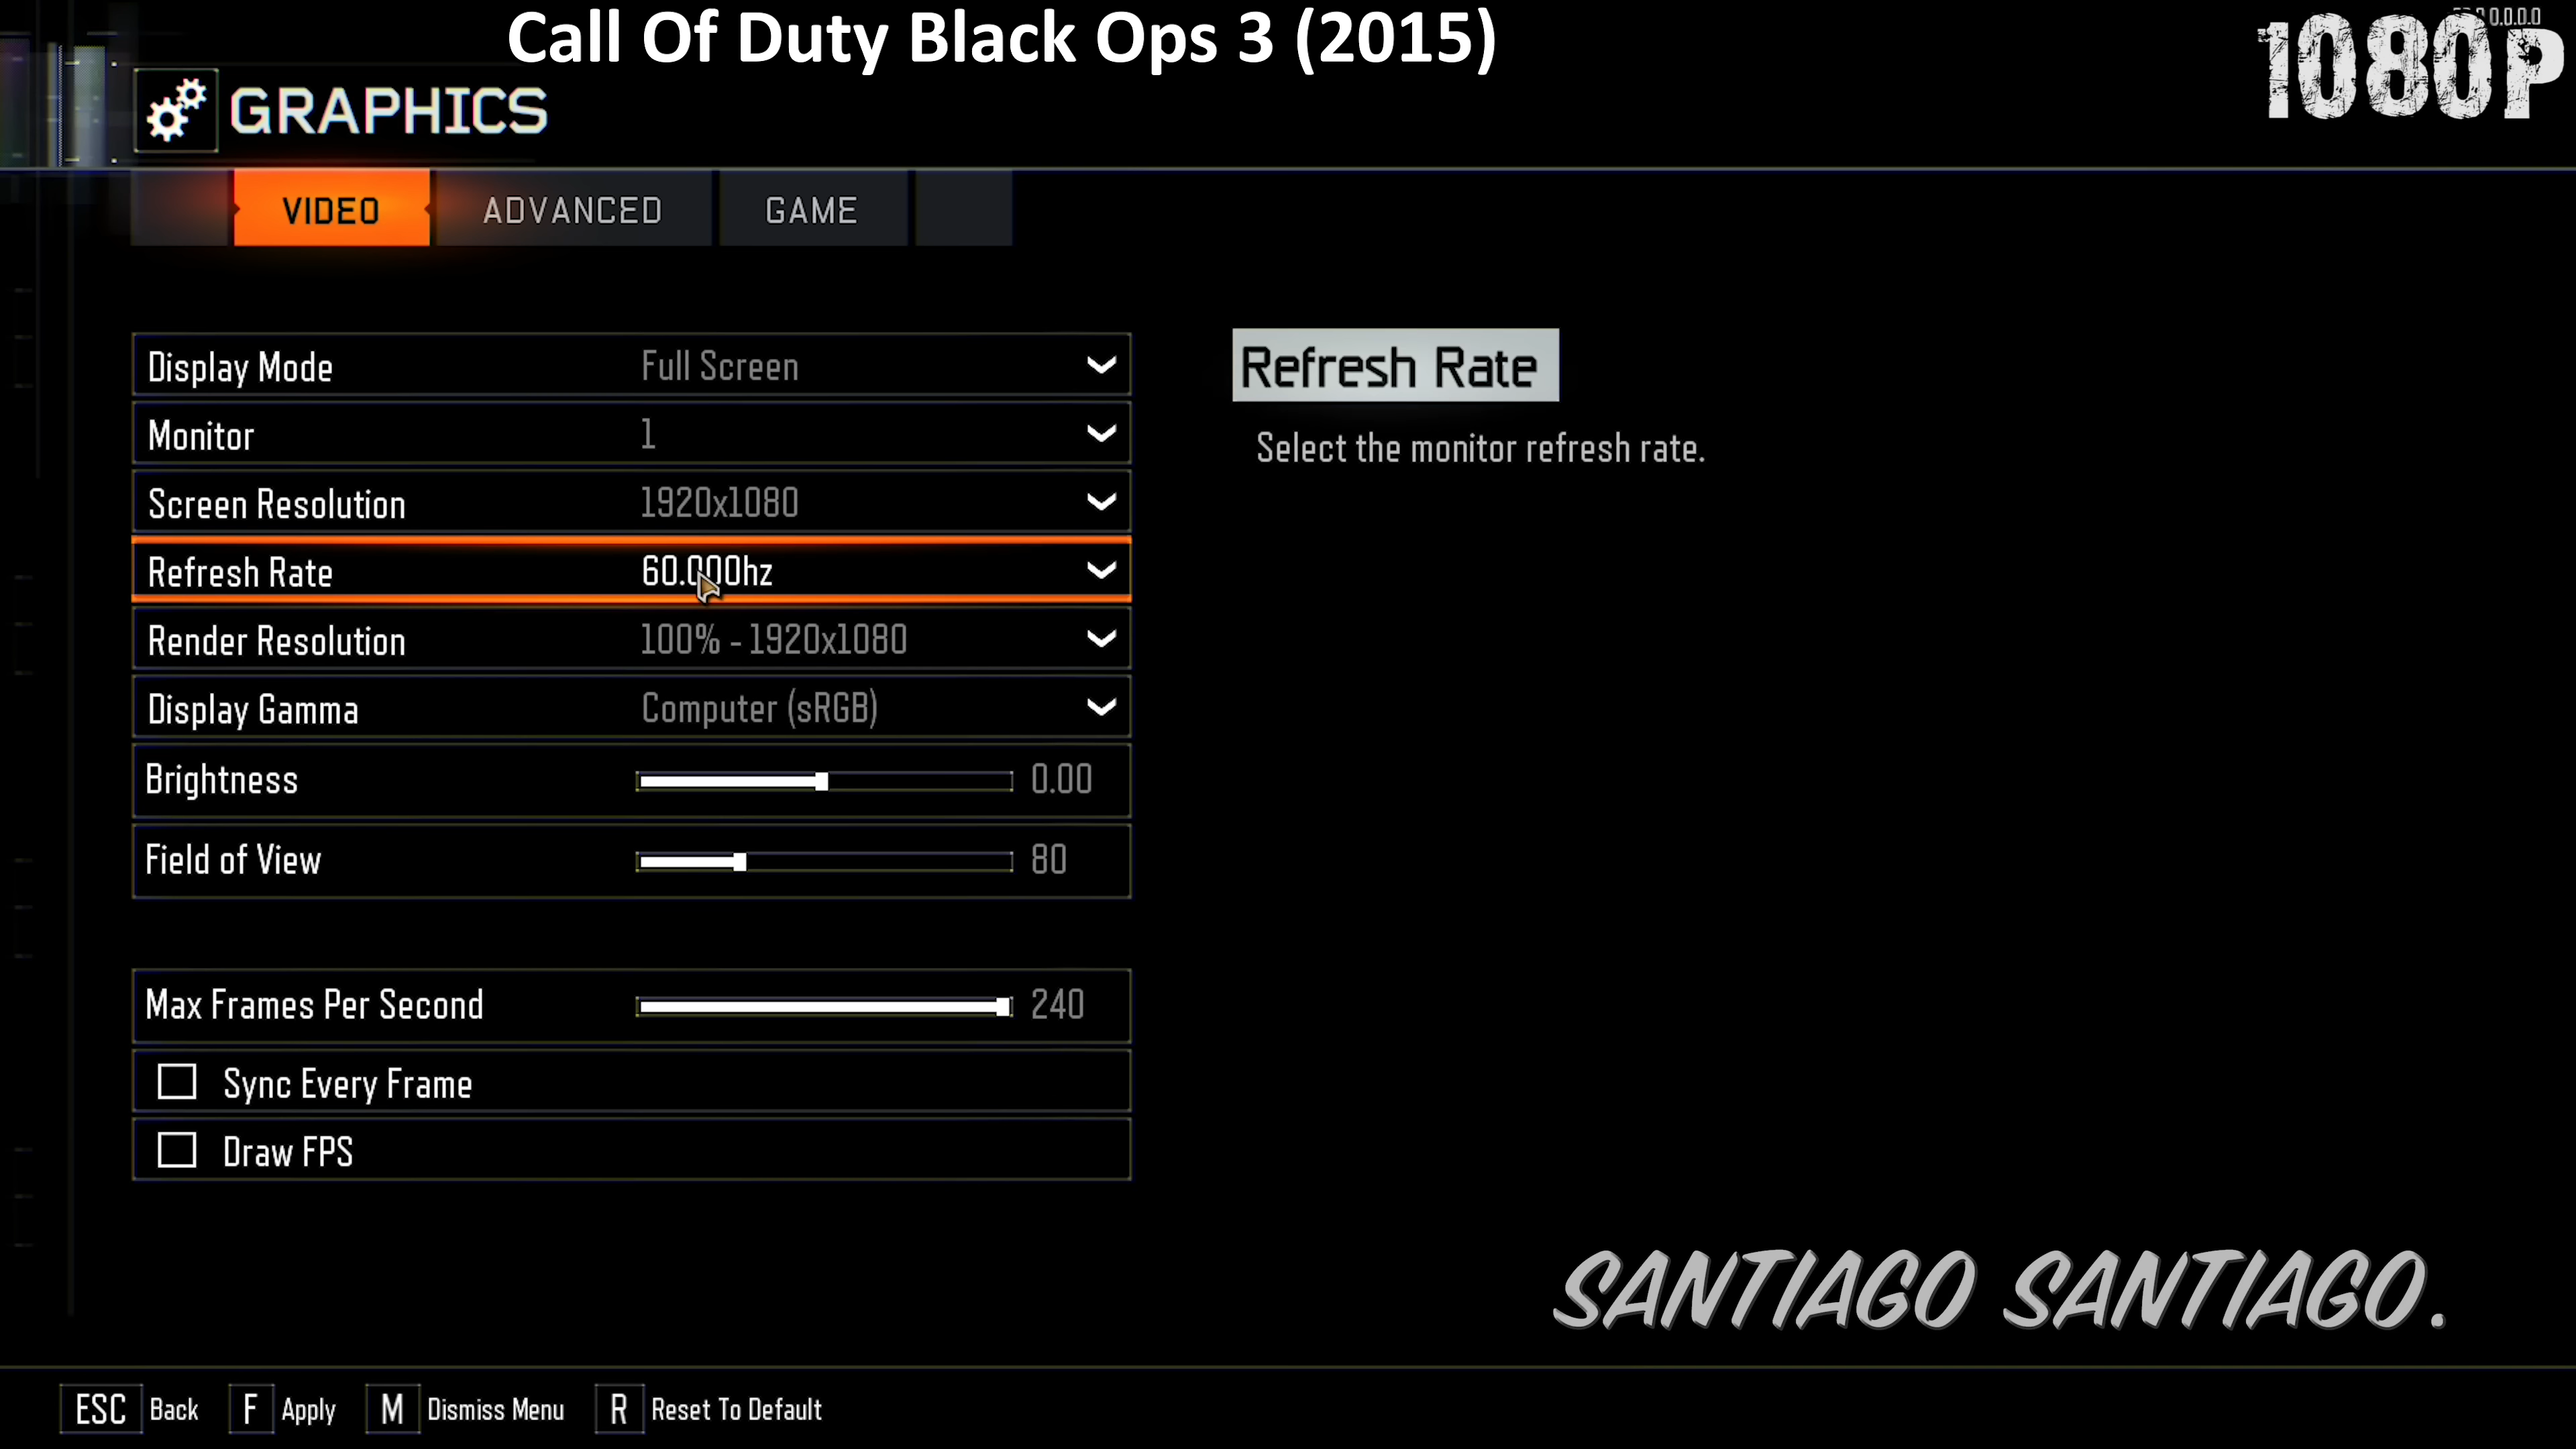 Call Of Duty Black Ops 3 (2015)
1080P
GRAPHICS
VIDEO ADVANCED GAME
Display Mode Full Screen
Monitor 1
Screen Resolution 1920x1080
Refresh Rate 60.000hz
Render Resolution 100% - 1920x1080
Display Gamma Computer (sRGB)
Brightness 0.00
Field of View 80
Max Frames Per Second 240
Sync Every Frame
Draw FPS
Refresh Rate
Select the monitor refresh rate.
SANTIAGO SANTIAGO.
ESC Back F Apply M Dismiss Menu R Reset To Default